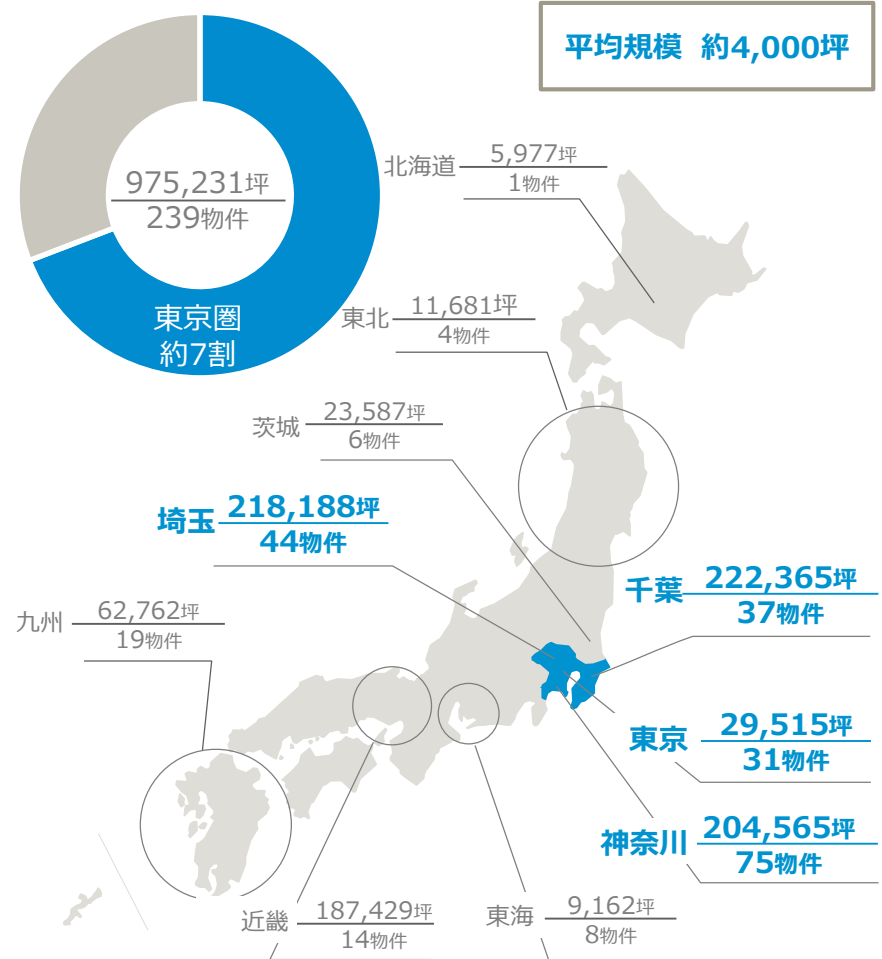 平均規模 約4,000坪
975,231坪
239物件
東京圏
約7割
北海道
5,977坪
1物件
東北
11,681坪
4物件
茨城
23,587坪
6物件
埼玉
218,188坪
44物件
千葉
222,365坪
37物件
九州
62,762坪
19物件
東京
29,515坪
31物件
神奈川
204,565坪
75物件
近畿
187,429坪
14物件
東海
9,162坪
8物件